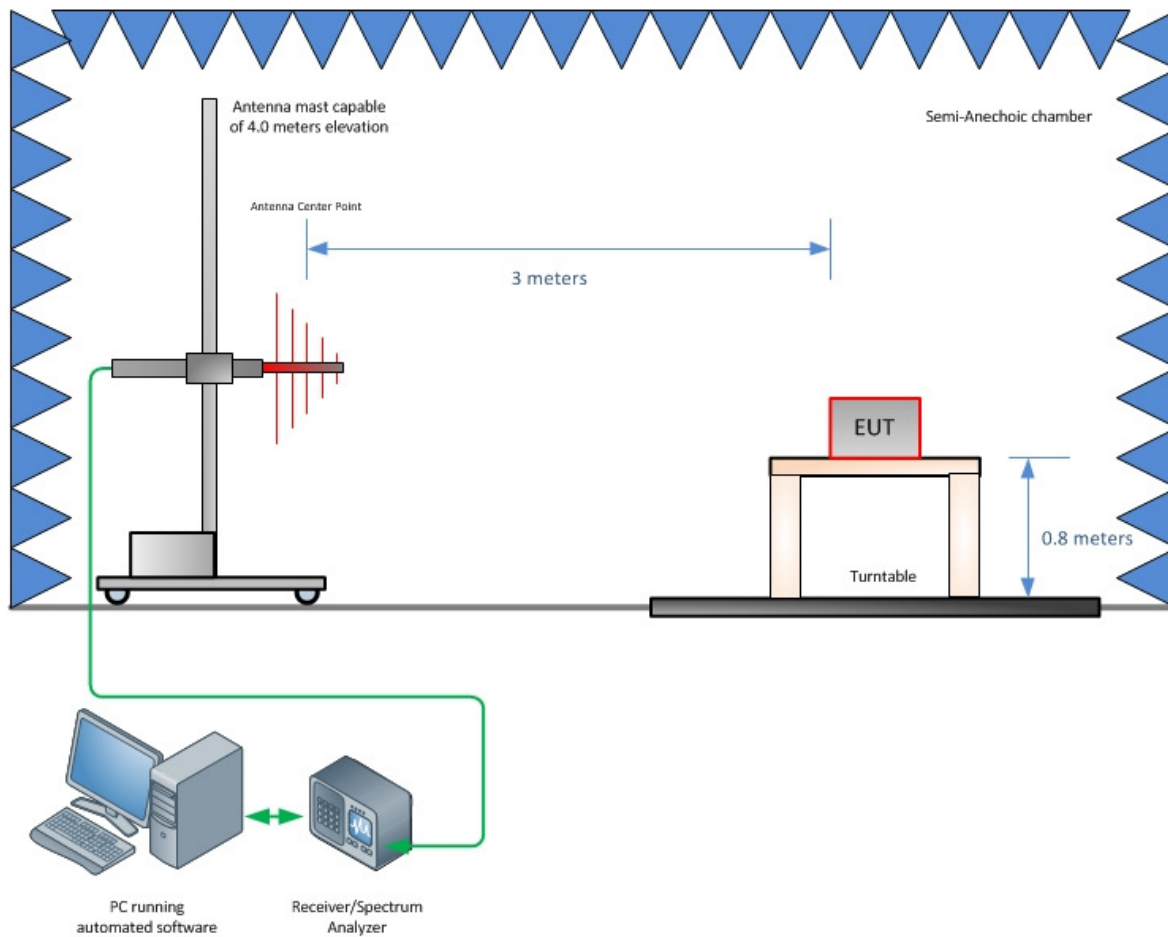 Antenna mast capable
of 4.0 meters elevation
Semi-Anechoic chamber
Antenna Center Point
3 meters
EUT
0.8 meters
Turntable
PC running
automated software
Receiver/Spectrum
Analyzer